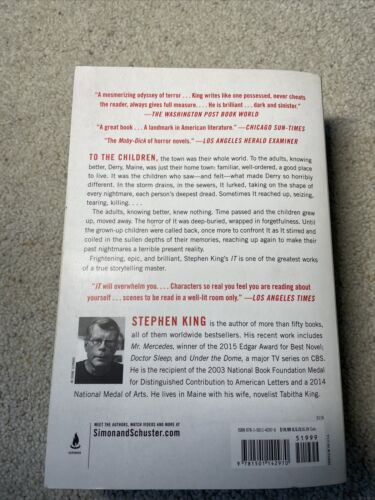 "A mesmerizing odyssey of terror . . . King writes like one possessed, never cheats
the reader, always gives full measure. . . . He is brilliant . . . dark and sinister."
—THE WASHINGTON POST BOOK WORLD
"A great book . . . A landmark in American literature." —CHICAGO SUN-TIMES
"The Moby-Dick of horror novels." —LOS ANGELES HERALD EXAMINER
TO THE CHILDREN, the town was their whole world. To the adults, knowing
better, Derry, Maine, was just their home town: familiar, well-ordered, a good
place to live. It was the children who saw—and felt—what made Derry so horribly
different. In the storm drains, in the sewers, It lurked, taking on the shape of
every nightmare, each person's deepest dread. Sometimes It reached up, seizing,
tearing, killing. . . .
The adults, knowing better, knew nothing. Time passed and the children grew
up, moved away. The horror of It was deep-buried, wrapped in forgetfulness. Until
the grown-up children were called back, once more to confront It as It stirred and
coiled in the sullen depths of their memories, reaching up again to make their
past nightmares a terrible present reality.
Frightening, epic, and brilliant, Stephen King's IT is one of the greatest works
of a true storytelling master.
"IT will overwhelm you. . . . Characters so real you feel you are reading about
yourself . . . scenes to be read in a well-lit room only." —LOS ANGELES TIMES
STEPHEN KING is the author of more than fifty books,
all of them worldwide bestsellers. His recent work includes
Mr. Mercedes, winner of the 2015 Edgar Award for Best Novel;
Doctor Sleep; and Under the Dome, a major TV series on CBS.
He is the recipient of the 2003 National Book Foundation Medal
for Distinguished Contribution to American Letters and a 2014
National Medal of Arts. He lives in Maine with his wife, novelist Tabitha King.
MEET THE AUTHORS, WATCH VIDEOS AND MORE AT
SimonandSchuster.com
SCRIBNER
ISBN 978-1-5011-4297-0
51999
9 781501 142970